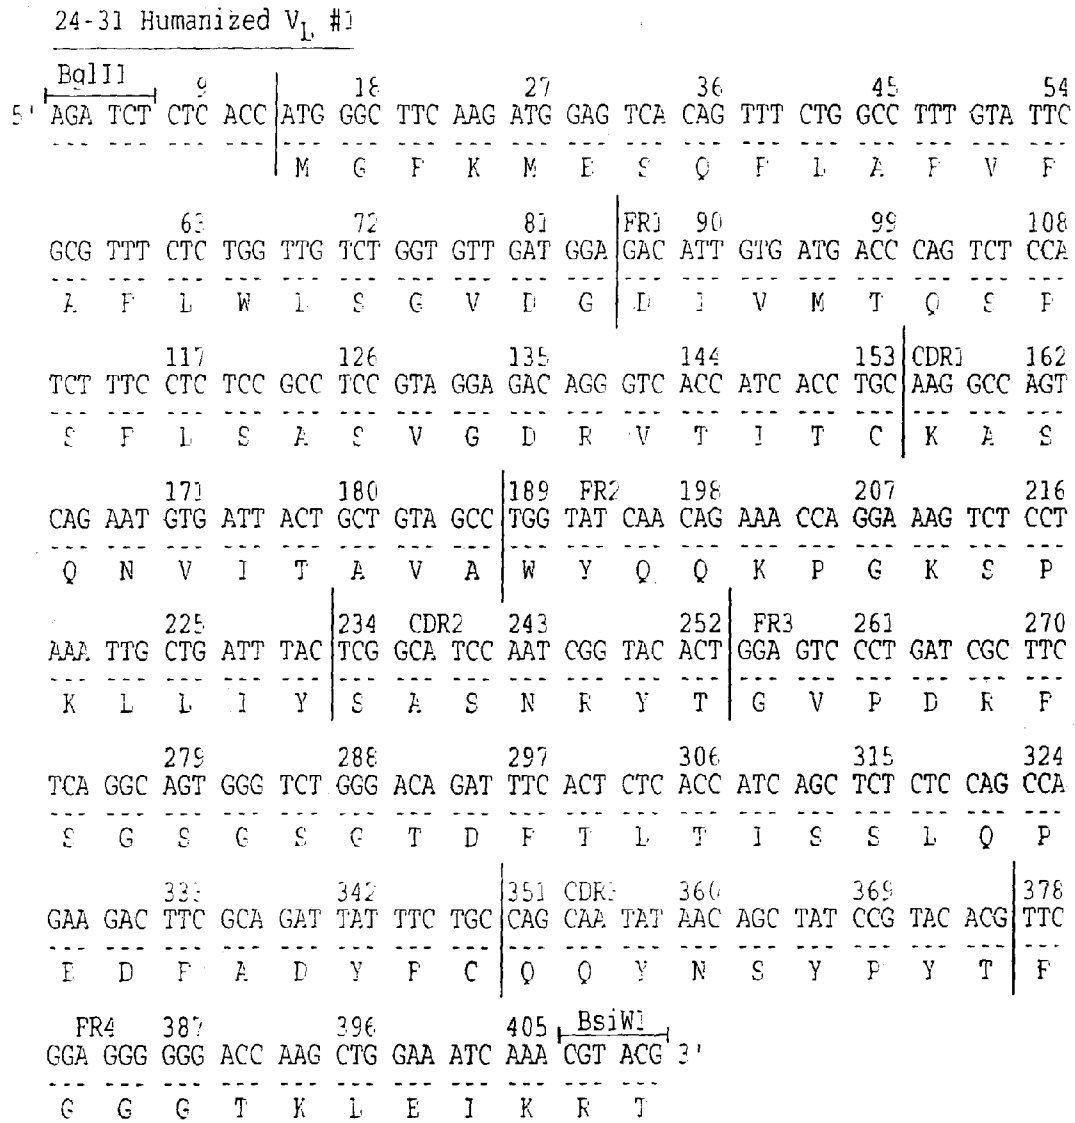 24-31 Humanized VL #1
BglII 9 18 27 36 45 54
5' AGA TCT CTC ACC ATG GGC TTC AAG ATG GAG TCA CAG TTT CTG GCC TTT GTA TTC
--- --- --- --- --- --- --- --- --- --- --- --- --- --- --- --- --- ---
M G F K M E S Q F L A F V F
63 72 81 FR1 90 99 108
GCG TTT CTC TGG TTG TCT GGT GTT GAT GGA GAC ATT GTG ATG ACC CAG TCT CCA
--- --- --- --- --- --- --- --- --- --- --- --- --- --- --- --- --- ---
A F L W L S G V D G D I V M T Q S P
117 126 135 144 153 CDR1 162
TCT TTC CTC TCC GCC TCC GTA GGA GAC AGG GTC ACC ATC ACC TGC AAG GCC AGT
--- --- --- --- --- --- --- --- --- --- --- --- --- --- --- --- --- ---
S F L S A S V G D R V T I T C K A S
171 180 189 FR2 198 207 216
CAG AAT GTG ATT ACT GCT GTA GCC TGG TAT CAA CAG AAA CCA GGA AAG TCT CCT
--- --- --- --- --- --- --- --- --- --- --- --- --- --- --- --- --- ---
Q N V I T A V A W Y Q Q K P G K S P
225 234 CDR2 243 252 FR3 261 270
AAA TTG CTG ATT TAC TCG GCA TCC AAT CGG TAC ACT GGA GTC CCT GAT CGC TTC
--- --- --- --- --- --- --- --- --- --- --- --- --- --- --- --- --- ---
K L L I Y S A S N R Y T G V P D R F
279 288 297 306 315 324
TCA GGC AGT GGG TCT GGG ACA GAT TTC ACT CTC ACC ATC AGC TCT CTC CAG CCA
--- --- --- --- --- --- --- --- --- --- --- --- --- --- --- --- --- ---
S G S G S G T D F T L T I S S L Q P
333 342 351 CDR3 360 369 378
GAA GAC TTC GCA GAT TAT TTC TGC CAG CAA TAT AAC AGC TAT CCG TAC ACG TTC
--- --- --- --- --- --- --- --- --- --- --- --- --- --- --- --- --- ---
E D F A D Y F C Q Q Y N S Y P Y T F
FR4 387 396 405 BsiW1
GGA GGG GGG ACC AAG CTG GAA ATC AAA CGT ACG 3'
--- --- --- --- --- --- --- --- --- --- ---
G G G T K L E I K R T